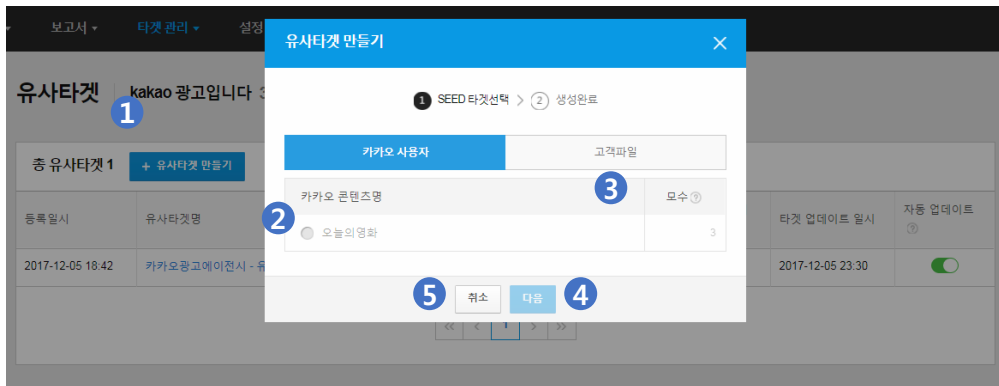 보고서 타겟 관리 설정
유사타겟 만들기
유사타겟 kakao 광고입니다
1
1 SEED 타겟선택 > 2 생성완료
총 유사타겟 1 + 유사타겟 만들기
카카오 사용자 고객파일
3
카카오 콘텐츠명 모수 ?
2
등록일시 유사타겟명 타겟 업데이트 일시 자동 업데이트 ?
오늘의영화 3
2017-12-05 18:42 카카오광고에이전시 - 유 2017-12-05 23:30
5 취소 다음 4
<< < 1 > >>